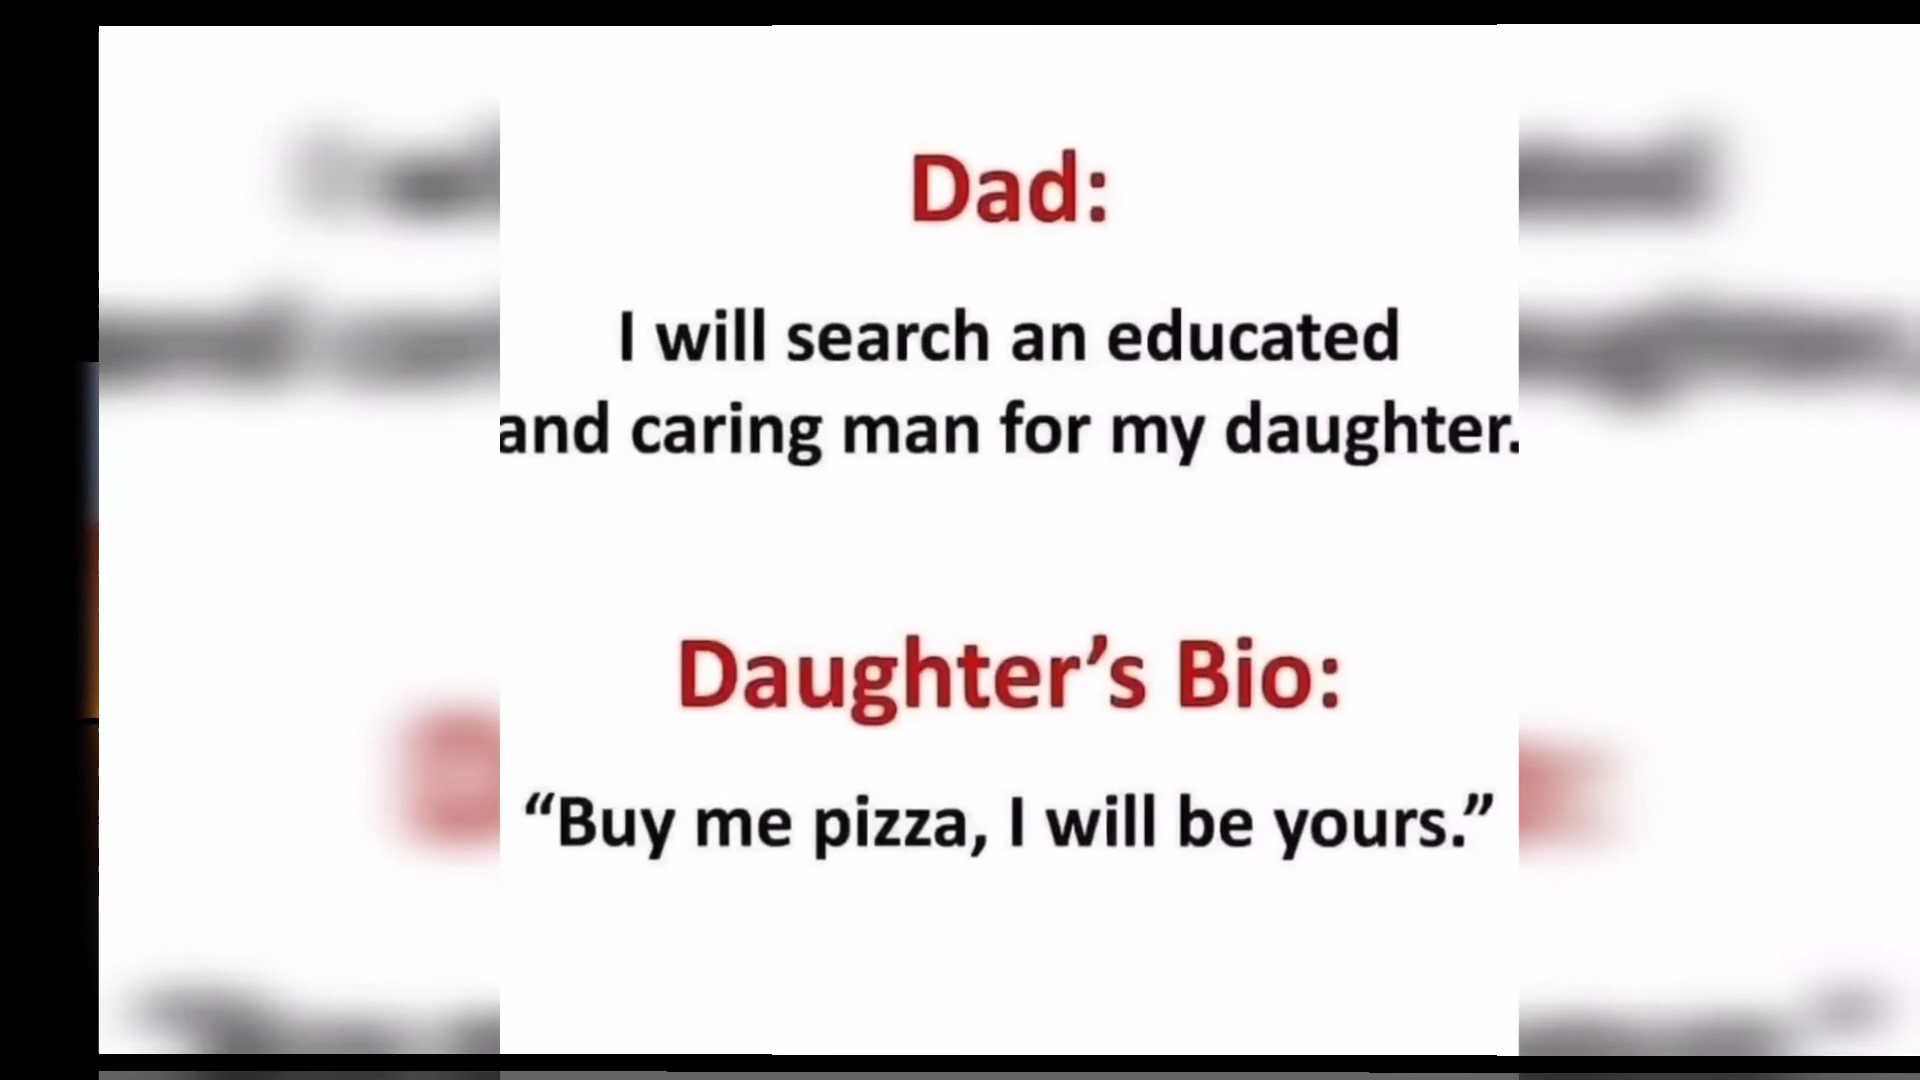 Dad:
I will search an educated
and caring man for my daughter.
Daughter’s Bio:
“Buy me pizza, I will be yours.”